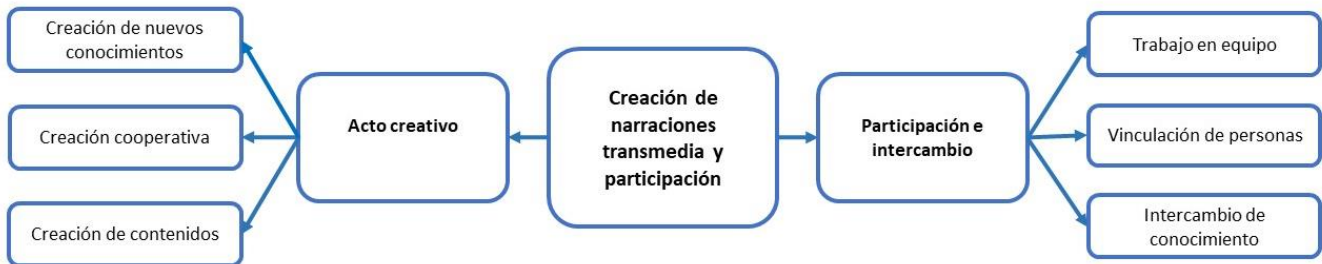 Creación de nuevos
conocimientos
Creación cooperativa
Creación de contenidos
Acto creativo
Creación de
narraciones
transmedia y
participación
Participación e
intercambio
Trabajo en equipo
Vinculación de personas
Intercambio de
conocimiento